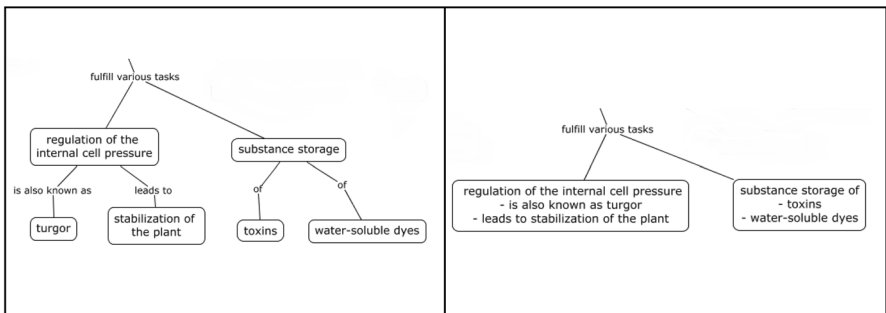 fulfill various tasks
regulation of the
internal cell pressure
substance storage
is also known as
leads to
of
of
turgor
stabilization of
the plant
toxins
water-soluble dyes
fulfill various tasks
regulation of the internal cell pressure
- is also known as turgor
- leads to stabilization of the plant
substance storage of
- toxins
- water-soluble dyes